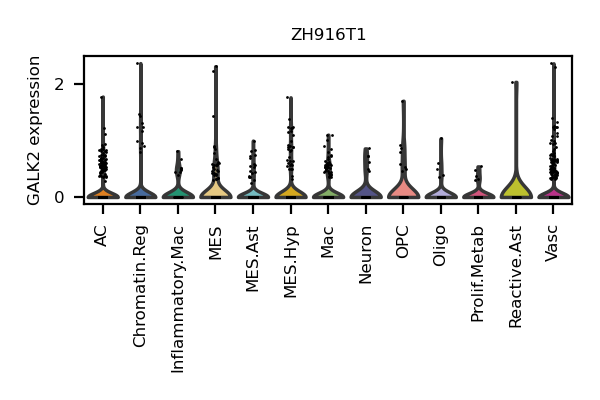 ZH916T1
GALK2 expression
2
0
AC
Chromatin.Reg
Inflammatory.Mac
MES
MES.Ast
MES.Hyp
Mac
Neuron
OPC
Oligo
Prolif.Metab
Reactive.Ast
Vasc